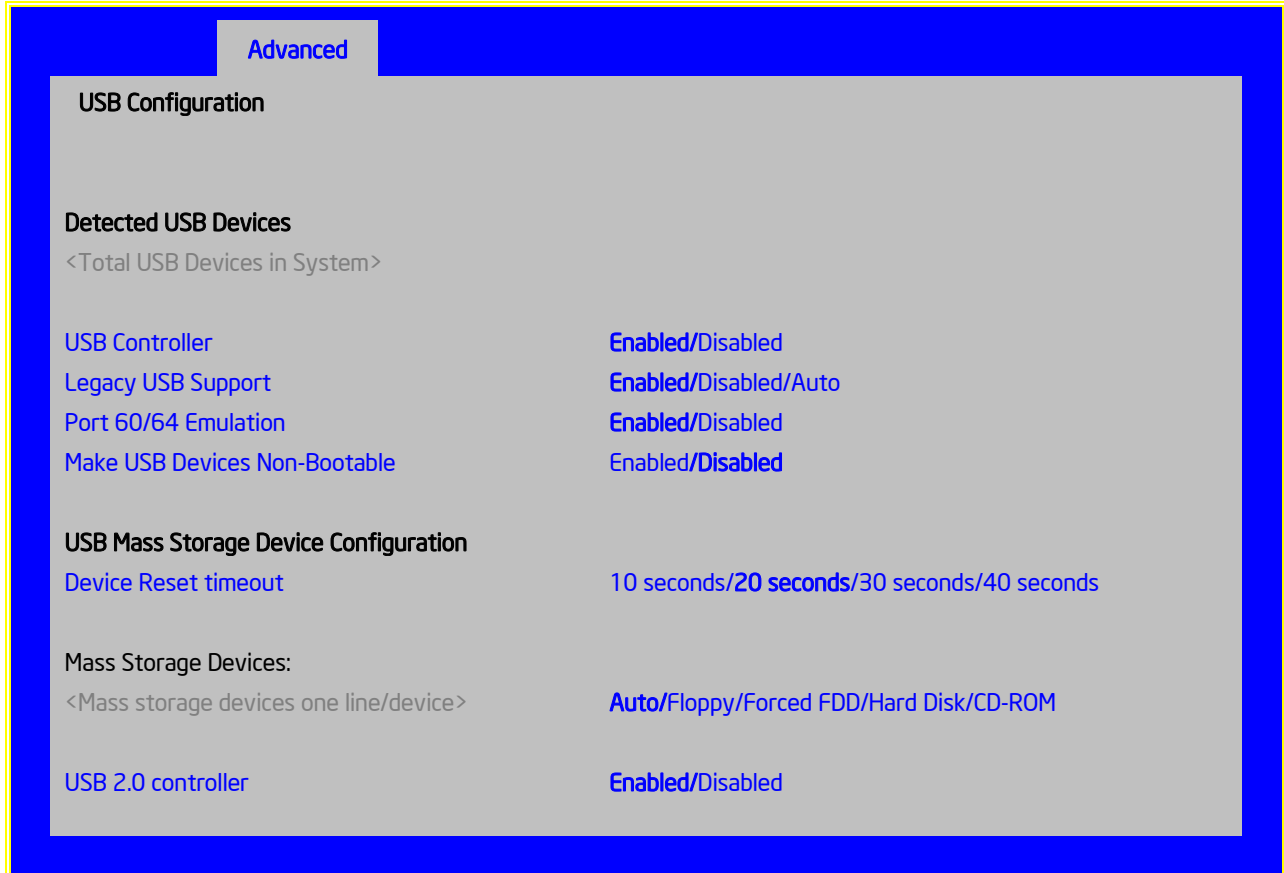 Advanced
USB Configuration
Detected USB Devices
<Total USB Devices in System>
USB Controller Enabled/Disabled
Legacy USB Support Enabled/Disabled/Auto
Port 60/64 Emulation Enabled/Disabled
Make USB Devices Non-Bootable Enabled/Disabled
USB Mass Storage Device Configuration
Device Reset timeout 10 seconds/20 seconds/30 seconds/40 seconds
Mass Storage Devices:
<Mass storage devices one line/device> Auto/Floppy/Forced FDD/Hard Disk/CD-ROM
USB 2.0 controller Enabled/Disabled